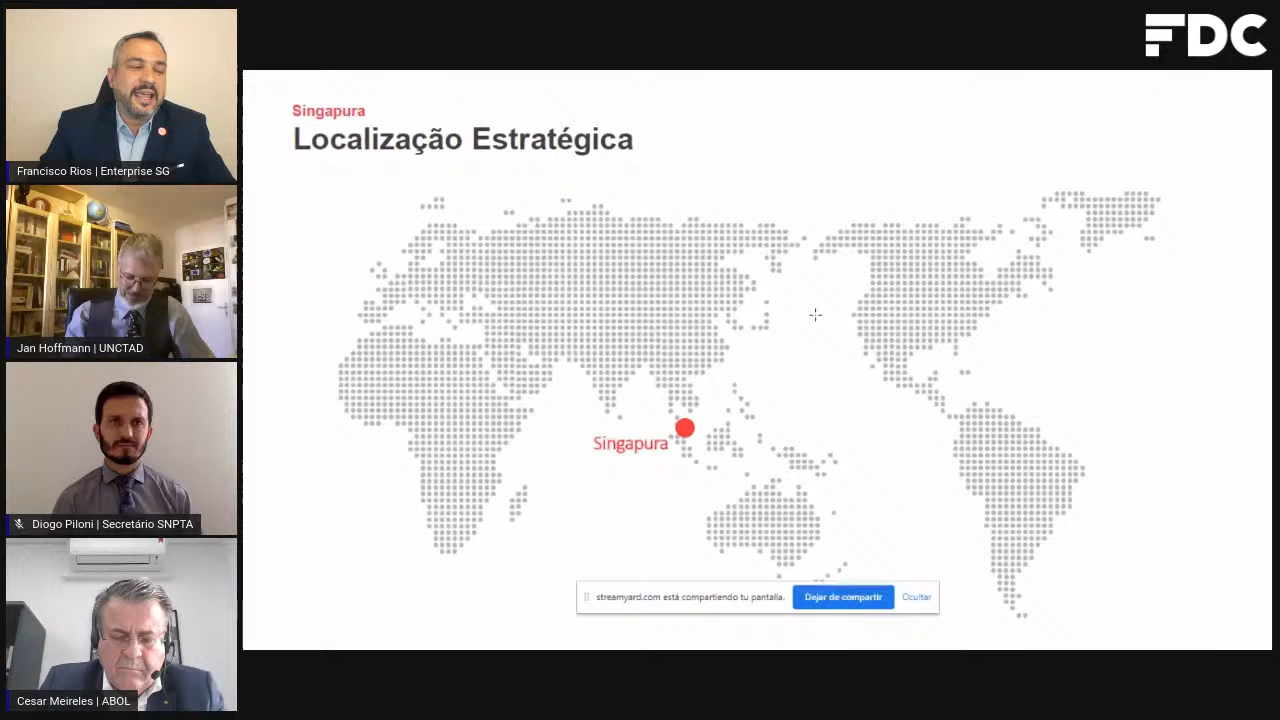 FDC
Singapura
Localização Estratégica
Singapura
streamyard.com está compartiendo tu pantalla.
Dejar de compartir
Ocultar
Francisco Rios | Enterprise SG
Jan Hoffmann | UNCTAD
Diogo Piloni | Secretário SNPTA
Cesar Meireles | ABOL